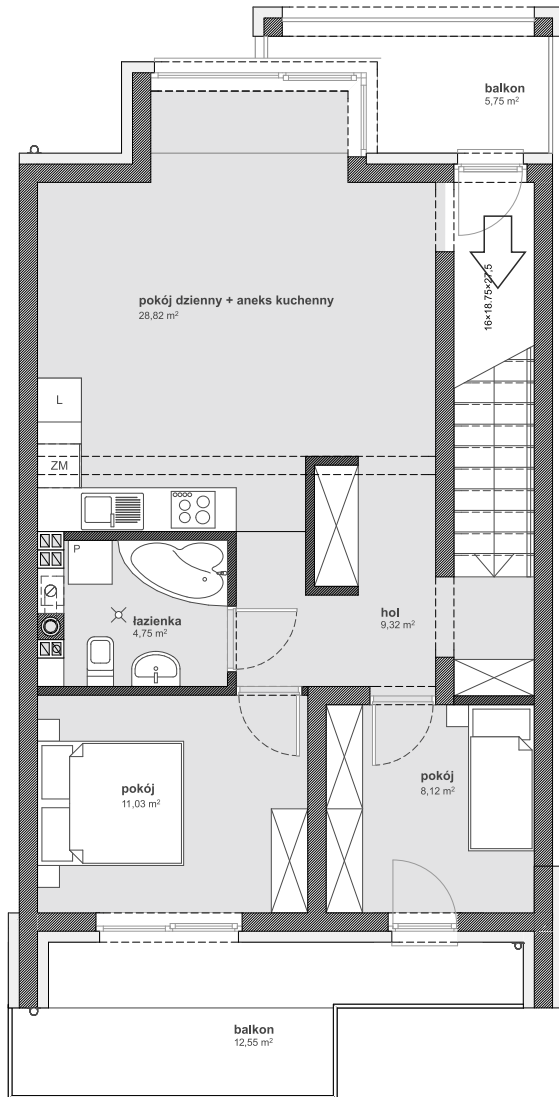 balkon
5,75 m²
16×18.75×27,5
pokój dzienny + aneks kuchenny
28,82 m²
L
ZM
P
łazienka
4,75 m²
hol
9,32 m²
pokój
11,03 m²
pokój
8,12 m²
balkon
12,55 m²